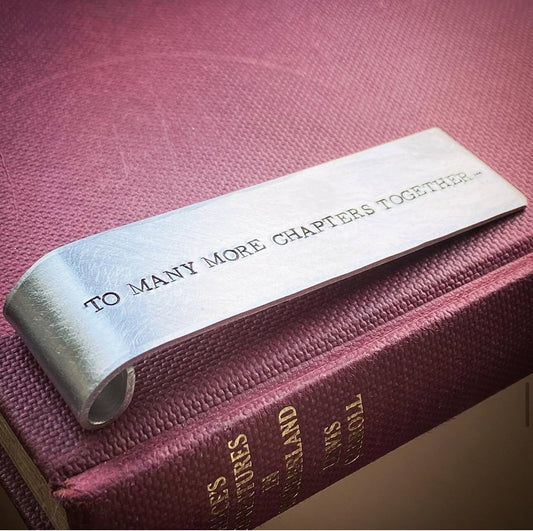 TO MANY MORE CHAPTERS TOGETHER...
ALICE'S
ADVENTURES
IN
WONDERLAND
LEWIS
CARROLL